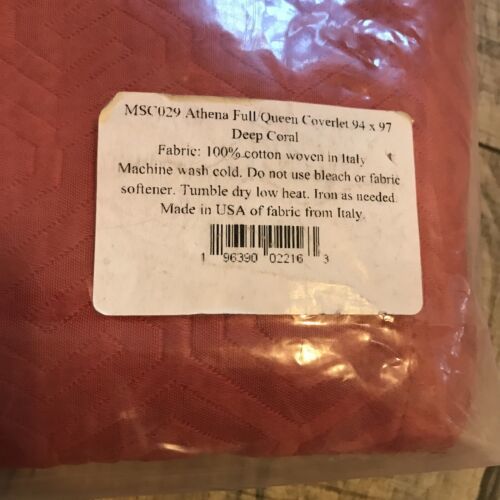 MSC029 Athena Full/Queen Coverlet 94 x 97
Deep Coral
Fabric: 100% cotton woven in Italy
Machine wash cold. Do not use bleach or fabric
softener. Tumble dry low heat. Iron as needed.
Made in USA of fabric from Italy.
1 96390 02216 3